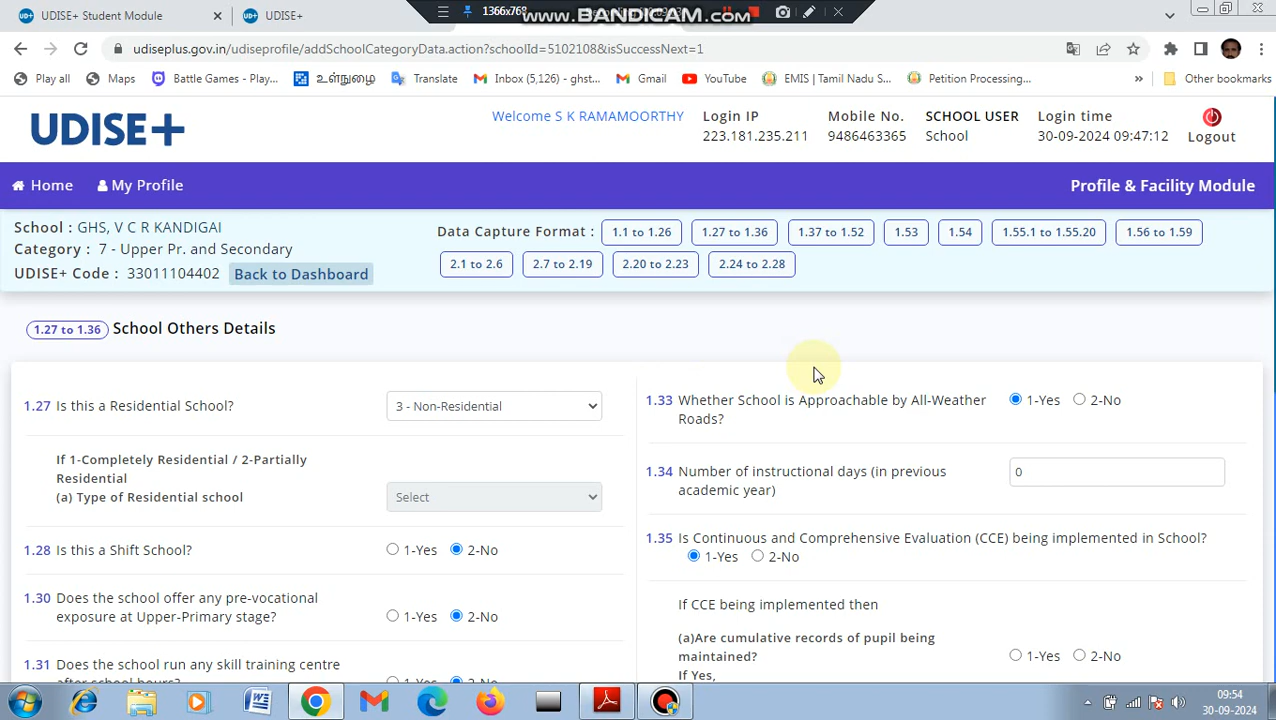 UDISE+ Student Module
UDISE+
1366x768
www.BANDICAM.com
udiseplus.gov.in/udiseprofile/addSchoolCategoryData.action?schoolId=5102108&isSuccessNext=1
Play all
Maps
Battle Games - Play...
உள்நுழை
Translate
Inbox (5,126) - ghst...
Gmail
YouTube
EMIS | Tamil Nadu S...
Petition Processing...
»
Other bookmarks
UDISE+
Welcome S K RAMAMOORTHY
Login IP
223.181.235.211
Mobile No.
9486463365
SCHOOL USER
School
Login time
30-09-2024 09:47:12
Logout
Home
My Profile
Profile & Facility Module
School : GHS, V C R KANDIGAI
Category : 7 - Upper Pr. and Secondary
UDISE+ Code : 33011104402 Back to Dashboard
Data Capture Format : 1.1 to 1.26 1.27 to 1.36 1.37 to 1.52 1.53 1.54 1.55.1 to 1.55.20 1.56 to 1.59
2.1 to 2.6 2.7 to 2.19 2.20 to 2.23 2.24 to 2.28
1.27 to 1.36 School Others Details
1.27 Is this a Residential School? 3 - Non-Residential
If 1-Completely Residential / 2-Partially
Residential
(a) Type of Residential school Select
1.28 Is this a Shift School? 1-Yes 2-No
1.30 Does the school offer any pre-vocational
exposure at Upper-Primary stage? 1-Yes 2-No
1.31 Does the school run any skill training centre
after school hours? 1-Yes 2-No
1.33 Whether School is Approachable by All-Weather 1-Yes 2-No
Roads?
1.34 Number of instructional days (in previous 0
academic year)
1.35 Is Continuous and Comprehensive Evaluation (CCE) being implemented in School?
1-Yes 2-No
If CCE being implemented then
(a)Are cumulative records of pupil being
maintained? 1-Yes 2-No
If Yes,
09:54
30-09-2024